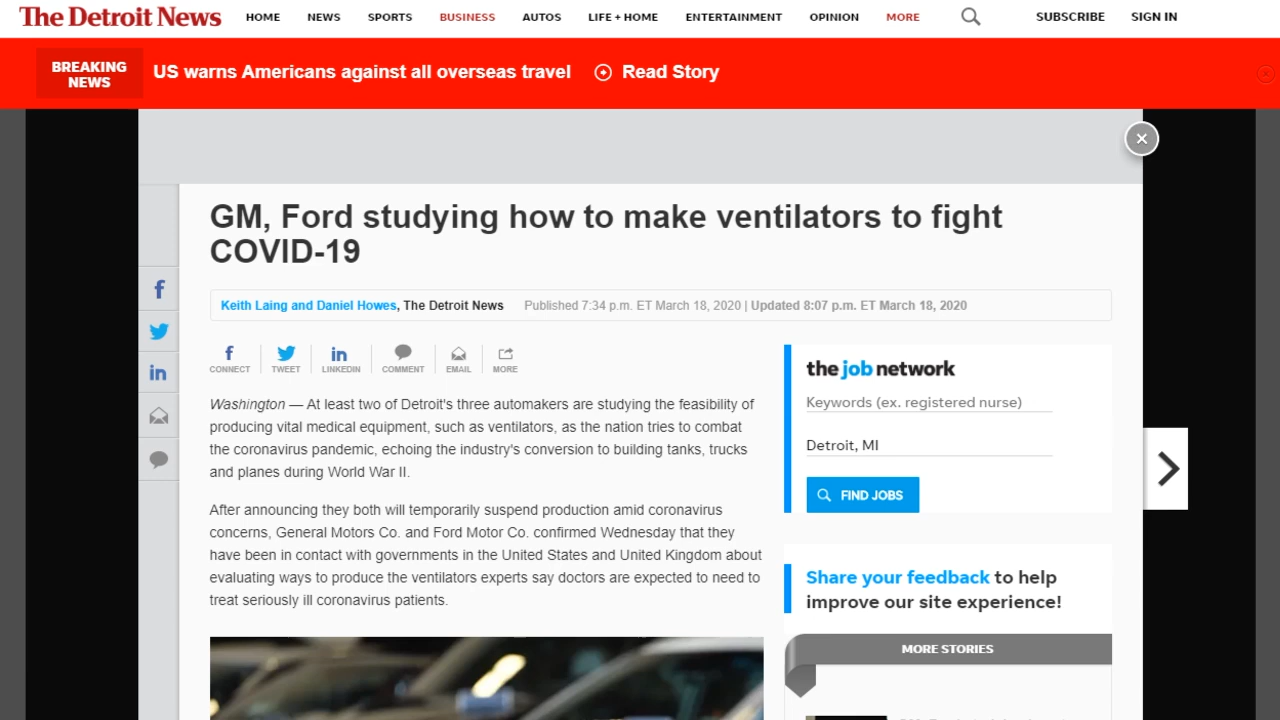 The Detroit News
HOME NEWS SPORTS BUSINESS AUTOS LIFE + HOME ENTERTAINMENT OPINION MORE SUBSCRIBE SIGN IN
BREAKING
NEWS
US warns Americans against all overseas travel Read Story
GM, Ford studying how to make ventilators to fight
COVID-19
Keith Laing and Daniel Howes, The Detroit News Published 7:34 p.m. ET March 18, 2020 | Updated 8:07 p.m. ET March 18, 2020
CONNECT TWEET LINKEDIN COMMENT EMAIL MORE
Washington — At least two of Detroit's three automakers are studying the feasibility of
producing vital medical equipment, such as ventilators, as the nation tries to combat
the coronavirus pandemic, echoing the industry's conversion to building tanks, trucks
and planes during World War II.
After announcing they both will temporarily suspend production amid coronavirus
concerns, General Motors Co. and Ford Motor Co. confirmed Wednesday that they
have been in contact with governments in the United States and United Kingdom about
evaluating ways to produce the ventilators experts say doctors are expected to need to
treat seriously ill coronavirus patients.
the job network
Keywords (ex. registered nurse)
Detroit, MI
FIND JOBS
Share your feedback to help
improve our site experience!
MORE STORIES